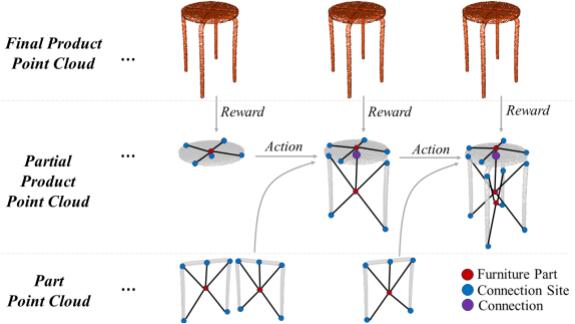 Final Product
Point Cloud
...
Reward
Reward
Reward
Partial
Product
Point Cloud
...
Action
Action
Part
Point Cloud
...
Furniture Part
Connection Site
Connection